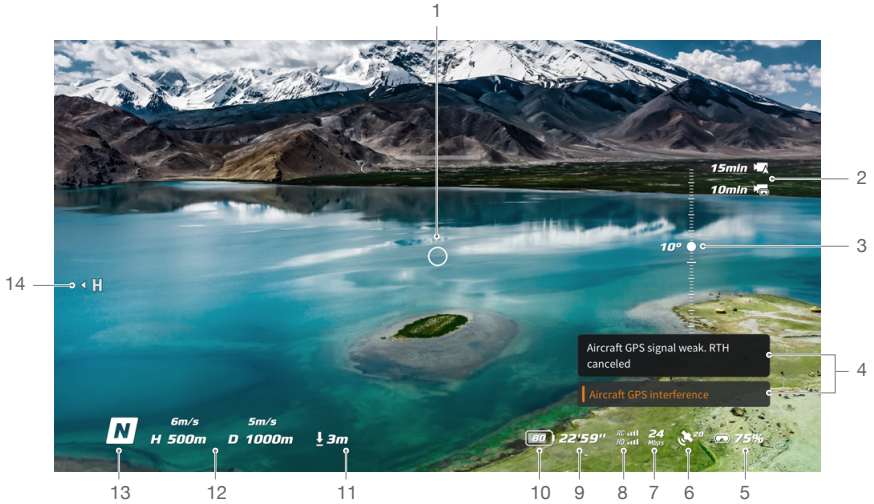 1
15min
2
10min
10°
3
14
H
Aircraft GPS signal weak. RTH
canceled
4
Aircraft GPS interference
6m/s
5m/s
N
H 500m
D 1000m
3m
80
22'59"
RC
HD
24
Mbps
20
75%
13
12
11
10
9
8
7
6
5